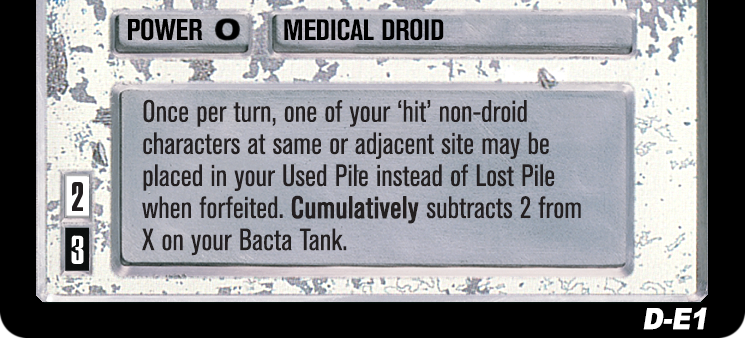 POWER 0 MEDICAL DROID
Once per turn, one of your ‘hit’ non-droid
characters at same or adjacent site may be
placed in your Used Pile instead of Lost Pile
when forfeited. Cumulatively subtracts 2 from
X on your Bacta Tank.
2
3
D-E1